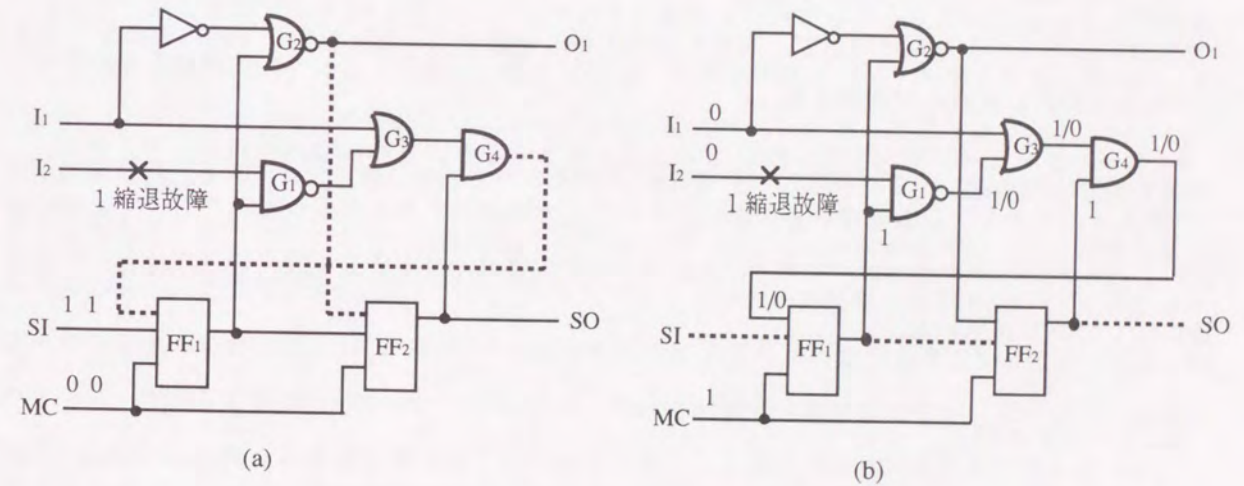 G2
O1
I1
G3
G4
I2
G1
1 縮退故障
1 1
SI
FF1
FF2
SO
0 0
MC
(a)
G2
O1
I1
0
G3
1/0
G4
1/0
0
I2
G1
1/0
1 縮退故障
1
1
1/0
SI
FF1
FF2
SO
1
MC
(b)